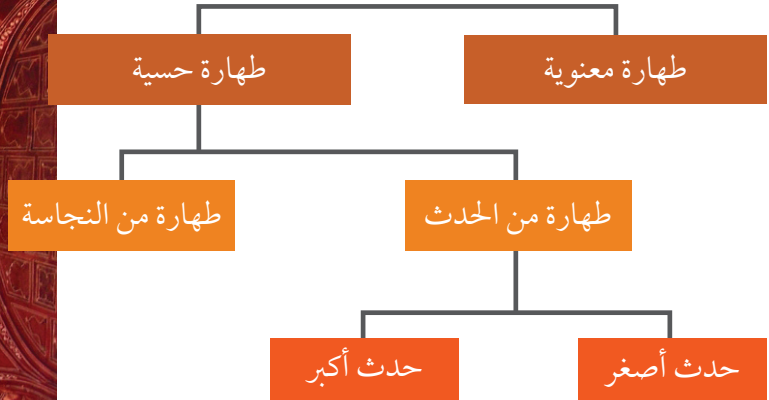 طهارة معنوية
طهارة حسية
طهارة من الحدث
طهارة من النجاسة
حدث أصغر
حدث أكبر